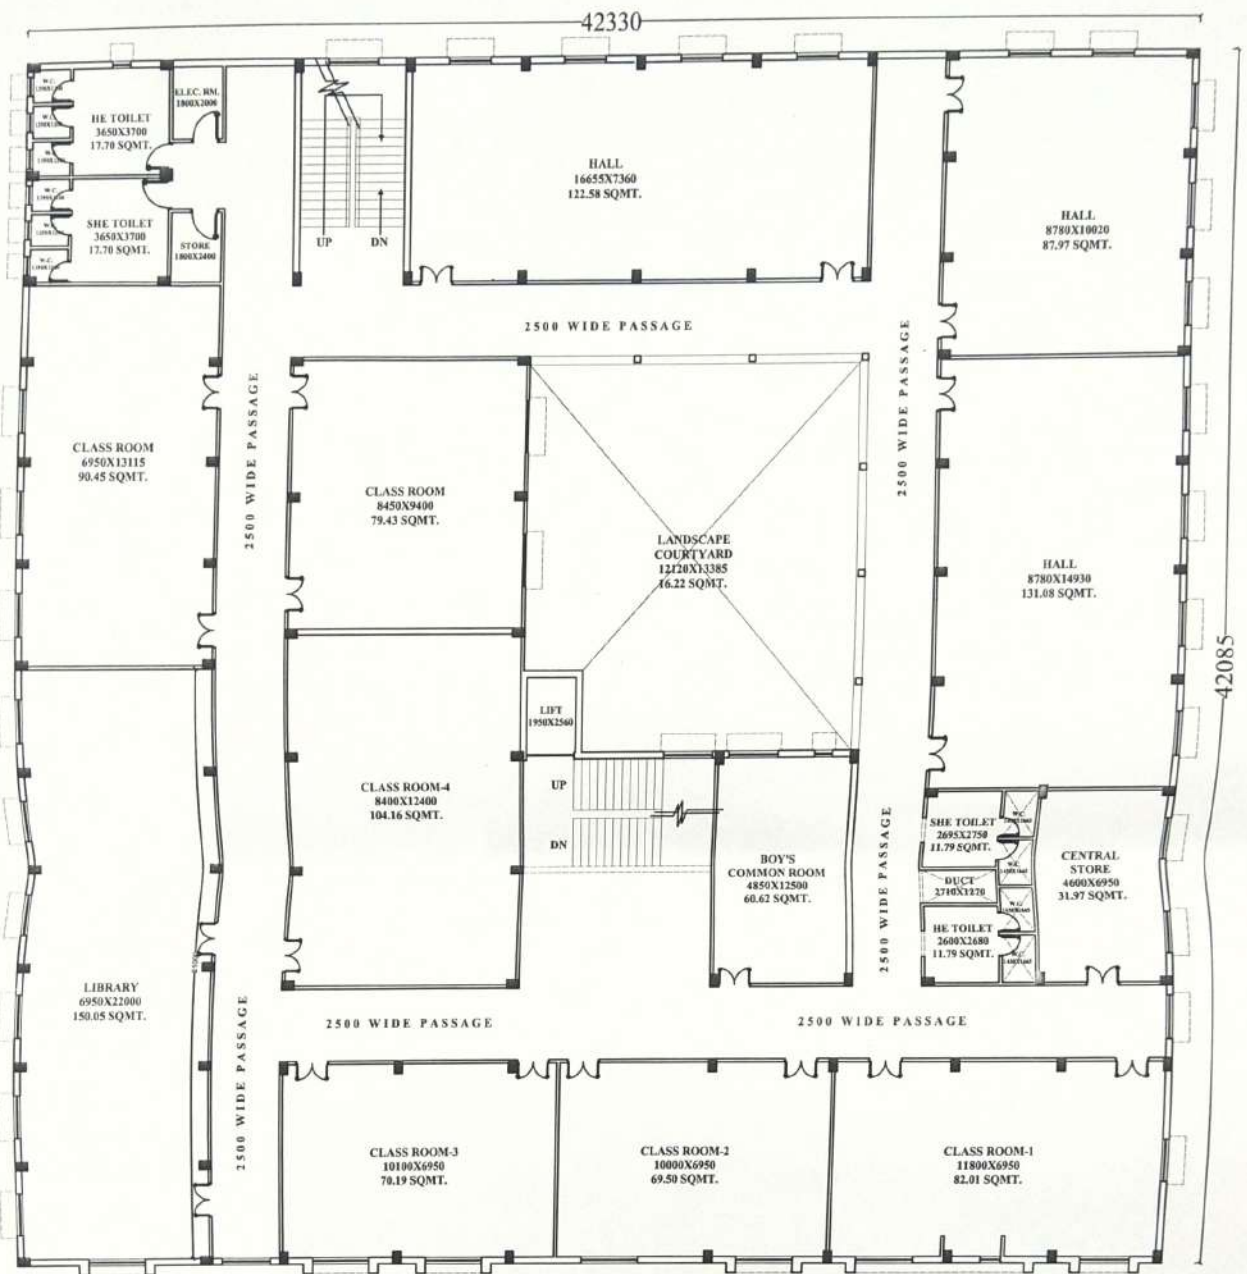 42330
42085
ELEC. RM.
1800X2000
HE TOILET
3650X3700
17.70 SQMT.
SHE TOILET
3650X3700
17.70 SQMT.
STORE
1800X2400
W.C.
W.C.
W.C.
W.C.
W.C.
W.C.
UP
DN
HALL
16655X7360
122.58 SQMT.
HALL
8780X10020
87.97 SQMT.
2500 WIDE PASSAGE
2500 WIDE PASSAGE
2500 WIDE PASSAGE
CLASS ROOM
6950X13115
90.45 SQMT.
CLASS ROOM
8450X9400
79.43 SQMT.
LANDSCAPE
COURTYARD
12120X13385
16.22 SQMT.
HALL
8780X14930
131.08 SQMT.
LIFT
1950X2560
UP
DN
CLASS ROOM-4
8400X12400
104.16 SQMT.
BOY'S
COMMON ROOM
4850X12500
60.62 SQMT.
2500 WIDE PASSAGE
SHE TOILET
2695X2750
11.79 SQMT.
DUCT
2710X1270
HE TOILET
2600X2680
11.79 SQMT.
W.C.
W.C.
W.C.
W.C.
CENTRAL
STORE
4600X6950
31.97 SQMT.
LIBRARY
6950X22000
150.05 SQMT.
2500 WIDE PASSAGE
2500 WIDE PASSAGE
2500 WIDE PASSAGE
CLASS ROOM-3
10100X6950
70.19 SQMT.
CLASS ROOM-2
10000X6950
69.50 SQMT.
CLASS ROOM-1
11800X6950
82.01 SQMT.